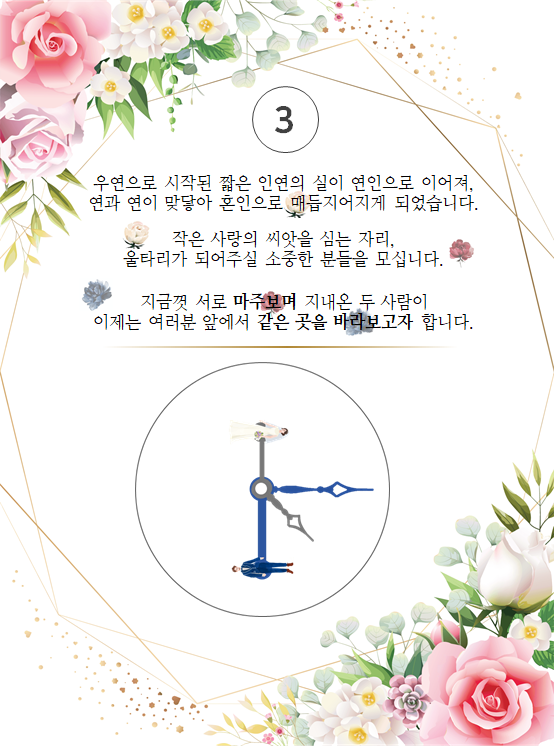 3
우연으로 시작된 짧은 인연의 실이 연인으로 이어져,
연과 연이 맞닿아 혼인으로 매듭지어지게 되었습니다.
작은 사랑의 씨앗을 심는 자리,
울타리가 되어주실 소중한 분들을 모십니다.
지금껏 서로 마주보며 지내온 두 사람이
이제는 여러분 앞에서 같은 곳을 바라보고자 합니다.